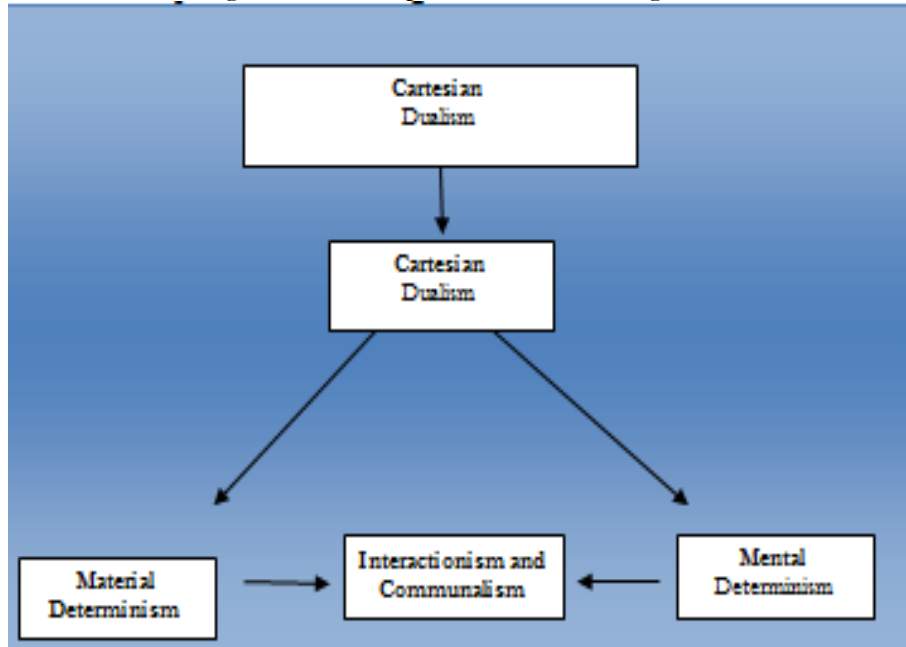 Cartesian
Dualism
Cartesian
Dualism
Material
Determinism
Interactionism and
Communalism
Mental
Determinism